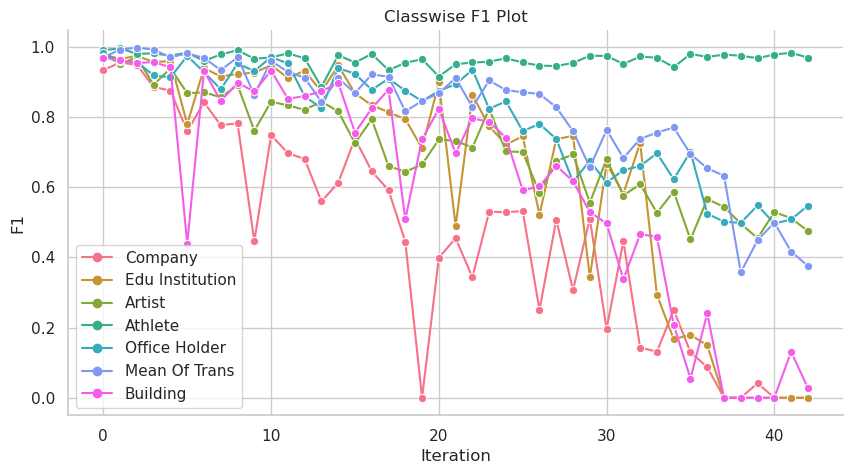 Classwise F1 Plot
1.0
0.8
0.6
0.4
0.2
0.0
F1
Company
Edu Institution
Artist
Athlete
Office Holder
Mean Of Trans
Building
0 10 20 30 40
Iteration